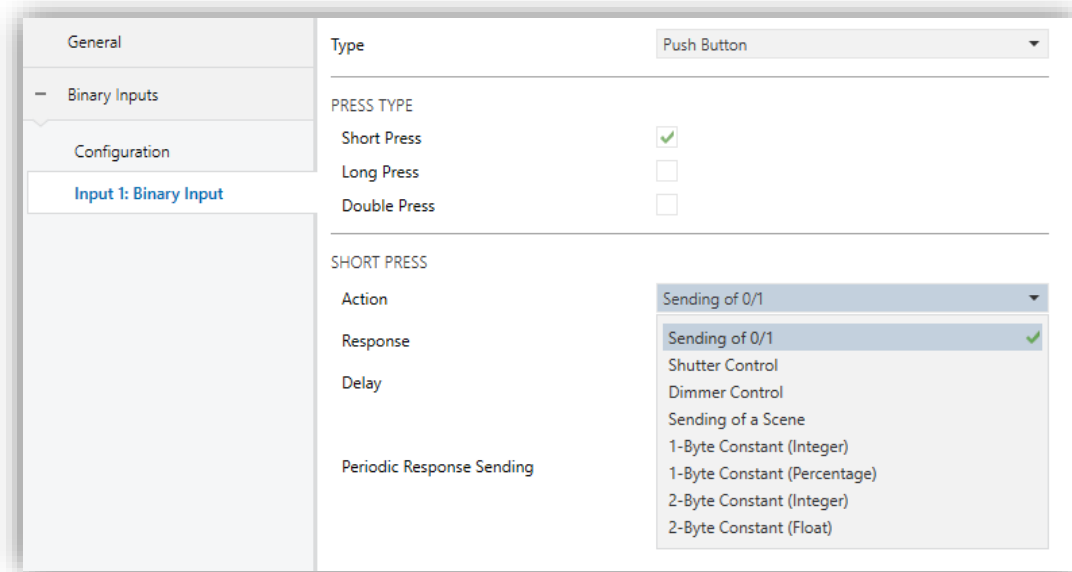 General
Binary Inputs
Configuration
Input 1: Binary Input
Type
Push Button
PRESS TYPE
Short Press
Long Press
Double Press
SHORT PRESS
Action
Sending of 0/1
Response
Delay
Periodic Response Sending
Sending of 0/1
Shutter Control
Dimmer Control
Sending of a Scene
1-Byte Constant (Integer)
1-Byte Constant (Percentage)
2-Byte Constant (Integer)
2-Byte Constant (Float)